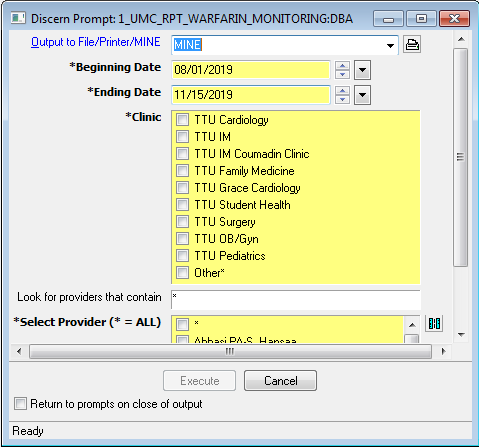 Discern Prompt: 1_UMC_RPT_WARFARIN_MONITORING:DBA
Output to File/Printer/MINE MINE
*Beginning Date 08/01/2019
*Ending Date 11/15/2019
*Clinic
TTU Cardiology
TTU IM
TTU IM Coumadin Clinic
TTU Family Medicine
TTU Grace Cardiology
TTU Student Health
TTU Surgery
TTU OB/Gyn
TTU Pediatrics
Other*
Look for providers that contain *
*Select Provider (* = ALL) *
Abbasi PA-S, Hansaa
Execute Cancel
Return to prompts on close of output
Ready